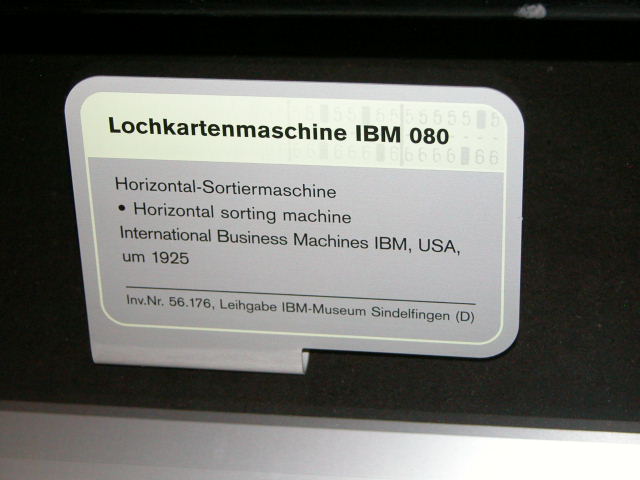 Lochkartenmaschine IBM 080
Horizontal-Sortiermaschine
• Horizontal sorting machine
International Business Machines IBM, USA,
um 1925
Inv.Nr. 56.176, Leihgabe IBM-Museum Sindelfingen (D)